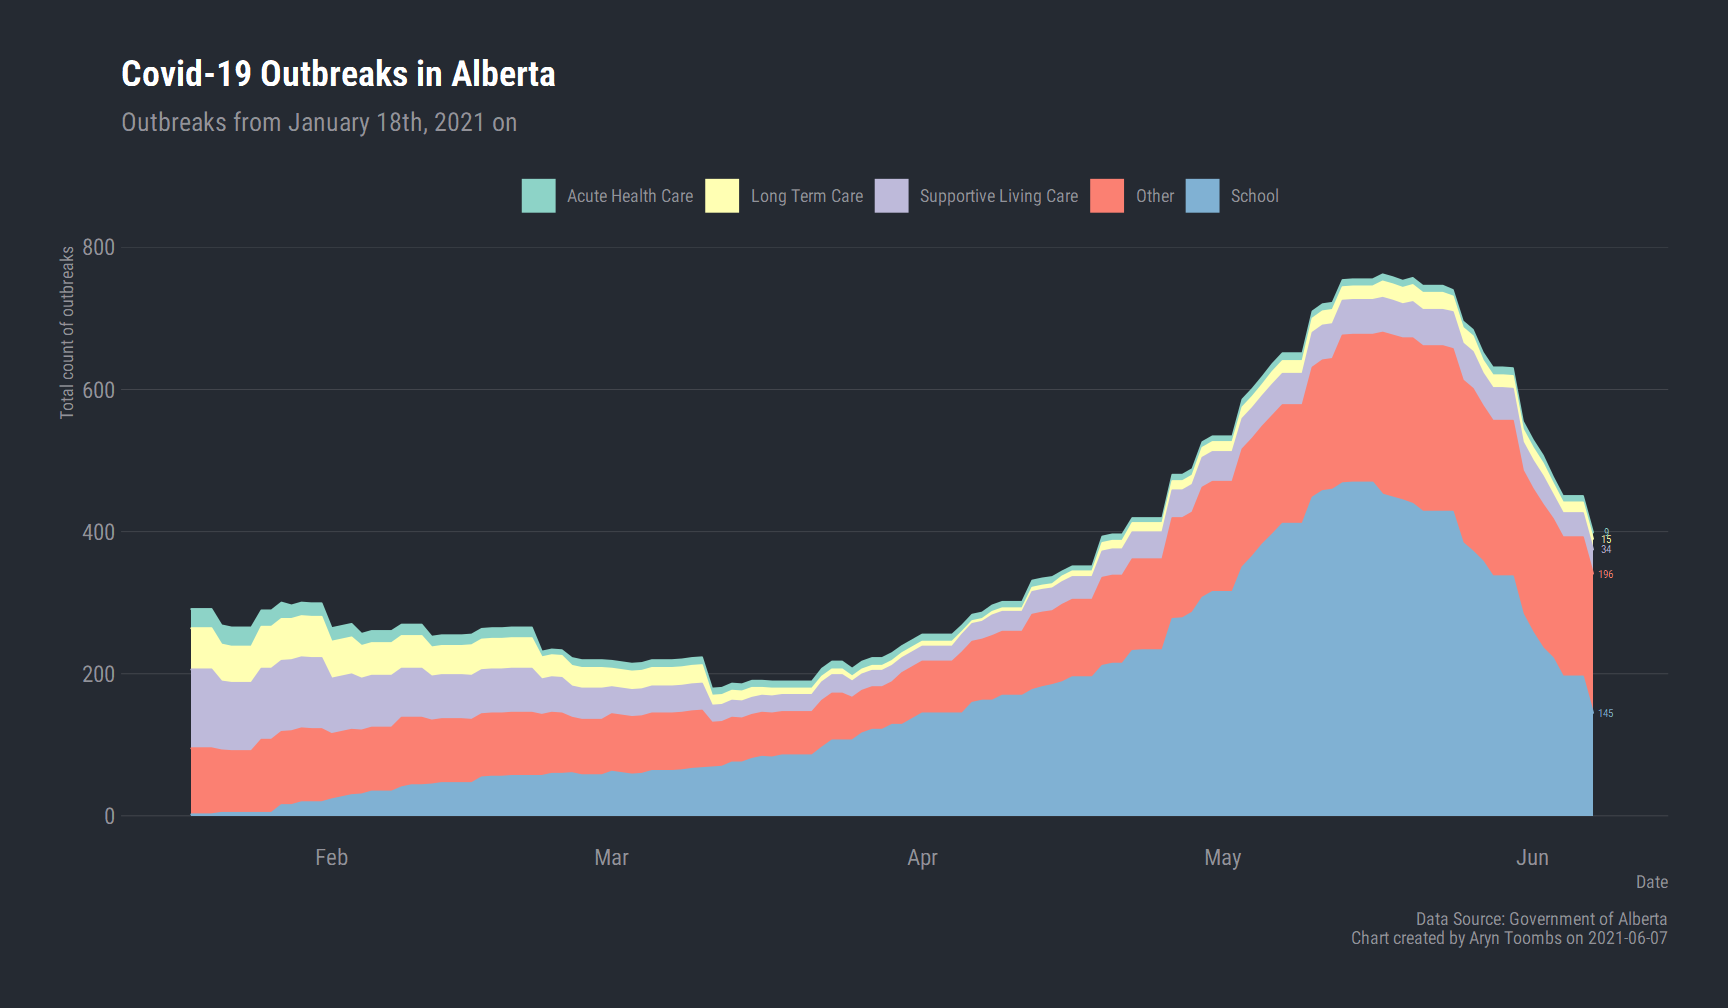 Covid-19 Outbreaks in Alberta
Outbreaks from January 18th, 2021 on
Acute Health Care Long Term Care Supportive Living Care Other School
Total count of outbreaks
800
600
400
200
0
9
15
34
196
145
Feb Mar Apr May Jun
Date
Data Source: Government of Alberta
Chart created by Aryn Toombs on 2021-06-07